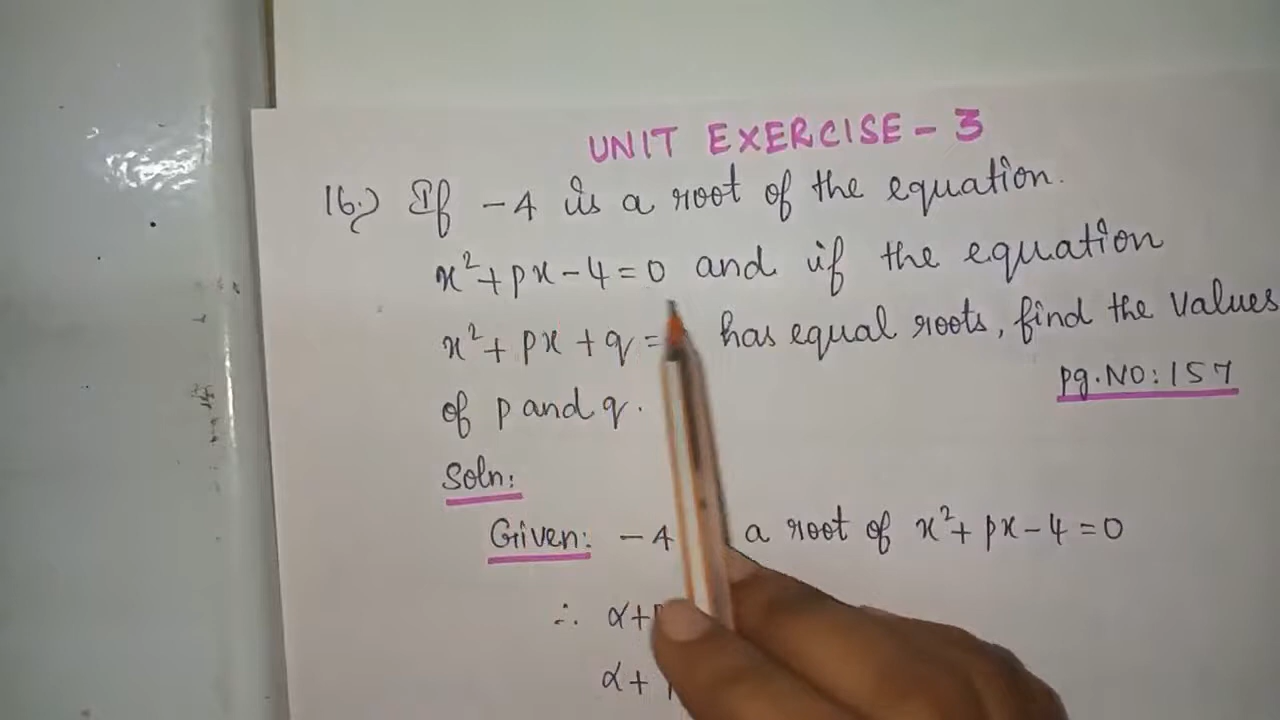 UNIT EXERCISE - 3
16.) If -4 is a root of the equation.
x²+px-4=0 and if the equation
x²+px+q= has equal roots, find the values
of p and q.
pg.NO:157
Soln:
Given: -4 a root of x²+px-4=0
∴ α+
α+